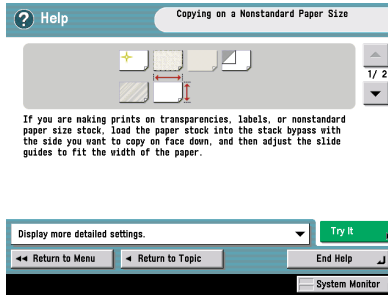 ? Help
Copying on a Nonstandard Paper Size
1/ 2
If you are making prints on transparencies, labels, or nonstandard
paper size stock, load the paper stock into the stack bypass with
the side you want to copy on face down, and then adjust the slide
guides to fit the width of the paper.
Display more detailed settings.
Try It
Return to Menu
Return to Topic
End Help
System Monitor